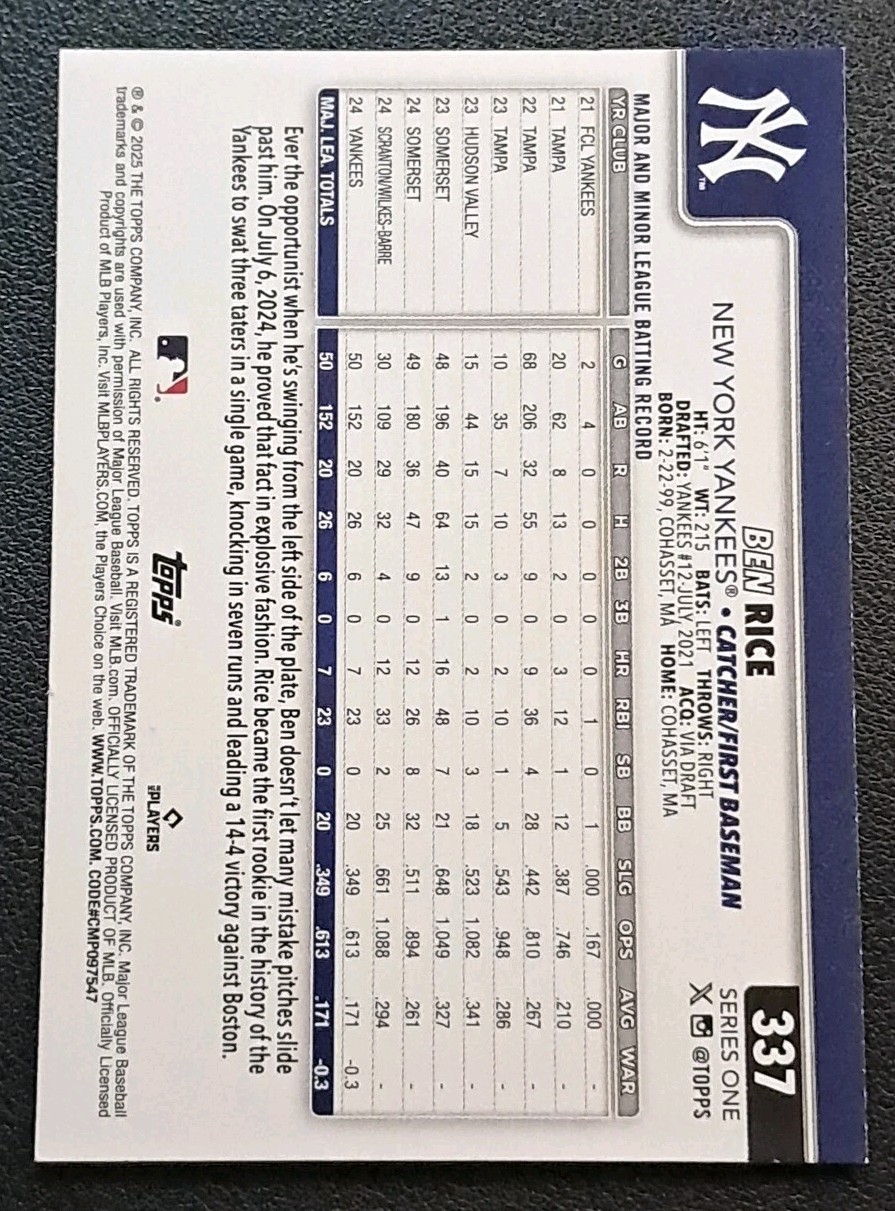 NY™
BEN RICE
NEW YORK YANKEES® • CATCHER/FIRST BASEMAN
HT: 6'1" WT: 215 BATS: LEFT THROWS: RIGHT
DRAFTED: YANKEES #12-JULY, 2021 ACQ: VIA DRAFT
BORN: 2-22-99, COHASSET, MA HOME: COHASSET, MA
337
SERIES ONE
X @TOPPS
MAJOR AND MINOR LEAGUE BATTING RECORD
YR CLUB G AB R H 2B 3B HR RBI SB BB SLG OPS AVG WAR
21 FCL YANKEES 2 4 0 0 0 0 0 1 0 1 .000 .167 .000 -
21 TAMPA 20 62 8 13 2 0 3 12 1 12 .387 .746 .210 -
22 TAMPA 68 206 32 55 9 0 9 36 4 28 .442 .810 .267 -
23 TAMPA 10 35 7 10 3 0 2 10 1 5 .543 .948 .286 -
23 HUDSON VALLEY 15 44 15 15 2 0 2 10 3 18 .523 1.082 .341 -
23 SOMERSET 48 196 40 64 13 1 16 48 7 21 .648 1.049 .327 -
24 SOMERSET 49 180 36 47 9 0 12 26 8 32 .511 .894 .261 -
24 SCRANTON/WILKES-BARRE 30 109 29 32 4 0 12 33 2 25 .661 1.088 .294 -
24 YANKEES 50 152 20 26 6 0 7 23 0 20 .349 .613 .171 -0.3
MAJ. LEA. TOTALS 50 152 20 26 6 0 7 23 0 20 .349 .613 .171 -0.3
Ever the opportunist when he's swinging from the left side of the plate, Ben doesn't let many mistake pitches slide
past him. On July 6, 2024, he proved that fact in explosive fashion. Rice became the first rookie in the history of the
Yankees to swat three taters in a single game, knocking in seven runs and leading a 14-4 victory against Boston.
topps
PLAYERS
® & © 2025 THE TOPPS COMPANY, INC. ALL RIGHTS RESERVED. TOPPS IS A REGISTERED TRADEMARK OF THE TOPPS COMPANY, INC. Major League Baseball
trademarks and copyrights are used with permission of Major League Baseball. Visit MLB.com. OFFICIALLY LICENSED PRODUCT OF MLB. Officially Licensed
Product of MLB Players, Inc. Visit MLBPLAYERS.COM, the Players Choice on the web. WWW.TOPPS.COM. CODE#CMP097547